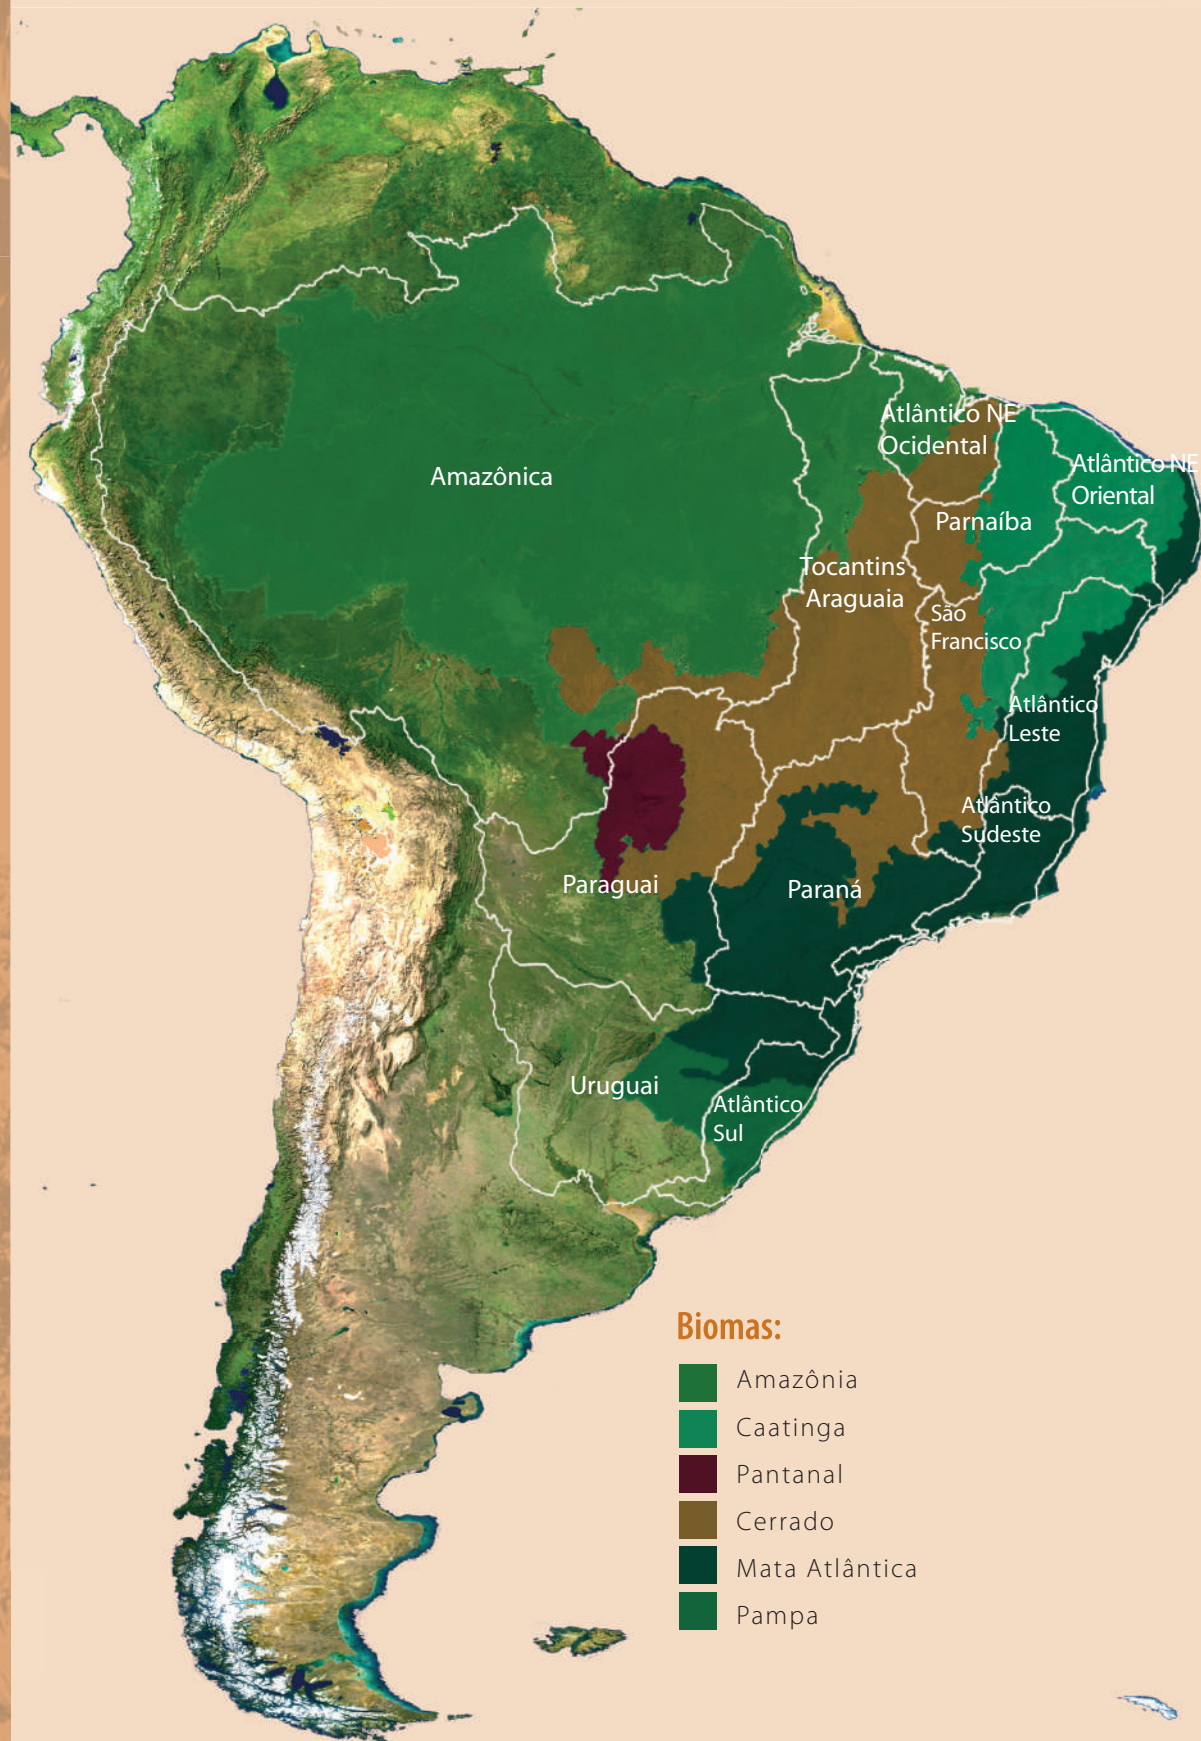 Atlântico NE
Ocidental
Amazônica
Atlântico NE
Oriental
Parnaíba
Tocantins
Araguaia
São
Francisco
Atlântico
Leste
Atlântico
Sudeste
Paraguai
Paraná
Uruguai
Atlântico
Sul
Biomas:
Amazônia
Caatinga
Pantanal
Cerrado
Mata Atlântica
Pampa